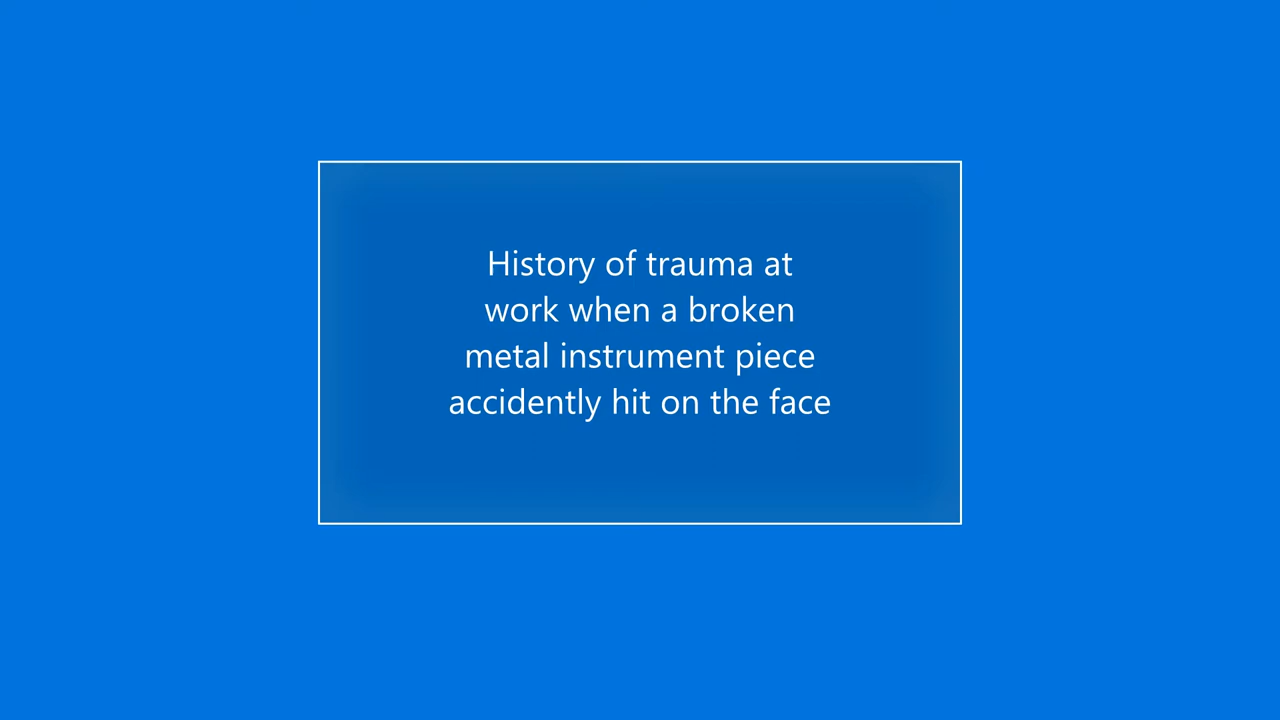 History of trauma at
work when a broken
metal instrument piece
accidently hit on the face